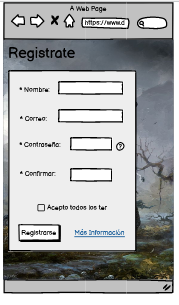 A Web Page
https://www.d
Registrate
* Nombre:
* Correo:
* Contraseña:
?
* Confirmar:
Acepto todos los ter
Registrarse
Más Información